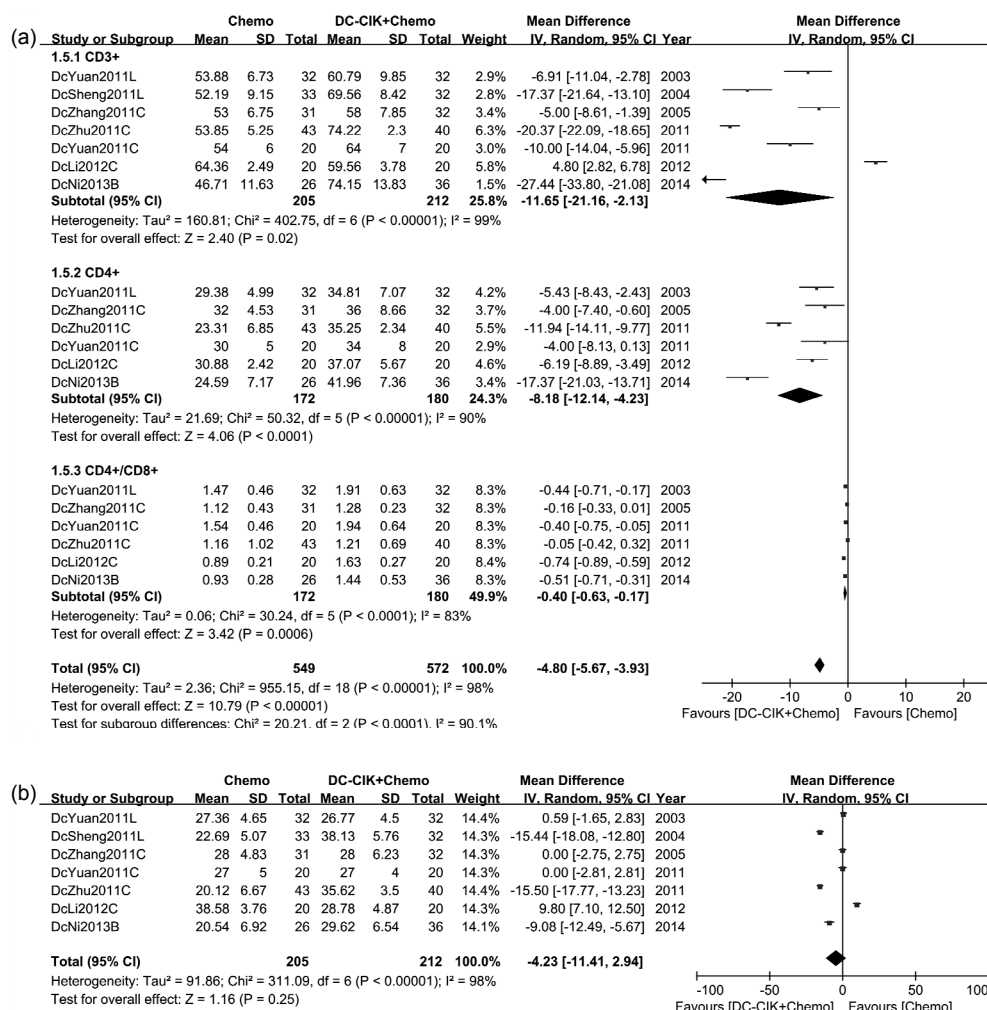 (a)
Chemo DC-CIK+Chemo Mean Difference Mean Difference
Study or Subgroup Mean SD Total Mean SD Total Weight IV, Random, 95% CI Year IV, Random, 95% CI
1.5.1 CD3+
DcYuan2011L 53.88 6.73 32 60.79 9.85 32 2.9% -6.91 [-11.04, -2.78] 2003
DcSheng2011L 52.19 9.15 33 69.56 8.42 32 2.8% -17.37 [-21.64, -13.10] 2004
DcZhang2011C 53 6.75 31 58 7.85 32 3.4% -5.00 [-8.61, -1.39] 2005
DcZhu2011C 53.85 5.25 43 74.22 2.3 40 6.3% -20.37 [-22.09, -18.65] 2011
DcYuan2011C 54 6 20 64 7 20 3.0% -10.00 [-14.04, -5.96] 2011
DcLi2012C 64.36 2.49 20 59.56 3.78 20 5.8% 4.80 [2.82, 6.78] 2012
DcNi2013B 46.71 11.63 26 74.15 13.83 36 1.5% -27.44 [-33.80, -21.08] 2014
Subtotal (95% CI) 205 212 25.8% -11.65 [-21.16, -2.13]
Heterogeneity: Tau² = 160.81; Chi² = 402.75, df = 6 (P < 0.00001); I² = 99%
Test for overall effect: Z = 2.40 (P = 0.02)
1.5.2 CD4+
DcYuan2011L 29.38 4.99 32 34.81 7.07 32 4.2% -5.43 [-8.43, -2.43] 2003
DcZhang2011C 32 4.53 31 36 8.66 32 3.7% -4.00 [-7.40, -0.60] 2005
DcZhu2011C 23.31 6.85 43 35.25 2.34 40 5.5% -11.94 [-14.11, -9.77] 2011
DcYuan2011C 30 5 20 34 8 20 2.9% -4.00 [-8.13, 0.13] 2011
DcLi2012C 30.88 2.42 20 37.07 5.67 20 4.6% -6.19 [-8.89, -3.49] 2012
DcNi2013B 24.59 7.17 26 41.96 7.36 36 3.4% -17.37 [-21.03, -13.71] 2014
Subtotal (95% CI) 172 180 24.3% -8.18 [-12.14, -4.23]
Heterogeneity: Tau² = 21.69; Chi² = 50.32, df = 5 (P < 0.00001); I² = 90%
Test for overall effect: Z = 4.06 (P < 0.0001)
1.5.3 CD4+/CD8+
DcYuan2011L 1.47 0.46 32 1.91 0.63 32 8.3% -0.44 [-0.71, -0.17] 2003
DcZhang2011C 1.12 0.43 31 1.28 0.23 32 8.3% -0.16 [-0.33, 0.01] 2005
DcYuan2011C 1.54 0.46 20 1.94 0.64 20 8.3% -0.40 [-0.75, -0.05] 2011
DcZhu2011C 1.16 1.02 43 1.21 0.69 40 8.3% -0.05 [-0.42, 0.32] 2011
DcLi2012C 0.89 0.21 20 1.63 0.27 20 8.4% -0.74 [-0.89, -0.59] 2012
DcNi2013B 0.93 0.28 26 1.44 0.53 36 8.3% -0.51 [-0.71, -0.31] 2014
Subtotal (95% CI) 172 180 49.9% -0.40 [-0.63, -0.17]
Heterogeneity: Tau² = 0.06; Chi² = 30.24, df = 5 (P < 0.0001); I² = 83%
Test for overall effect: Z = 3.42 (P = 0.0006)
Total (95% CI) 549 572 100.0% -4.80 [-5.67, -3.93]
Heterogeneity: Tau² = 2.36; Chi² = 955.15, df = 18 (P < 0.00001); I² = 98%
Test for overall effect: Z = 10.79 (P < 0.00001)
Test for subgroup differences: Chi² = 20.21, df = 2 (P < 0.0001), I² = 90.1%
-20 -10 0 10 20
Favours [DC-CIK+Chemo] Favours [Chemo]
(b)
Chemo DC-CIK+Chemo Mean Difference Mean Difference
Study or Subgroup Mean SD Total Mean SD Total Weight IV, Random, 95% CI Year IV, Random, 95% CI
DcYuan2011L 27.36 4.65 32 26.77 4.5 32 14.4% 0.59 [-1.65, 2.83] 2003
DcSheng2011L 22.69 5.07 33 38.13 5.76 32 14.4% -15.44 [-18.08, -12.80] 2004
DcZhang2011C 28 4.83 31 28 6.23 32 14.3% 0.00 [-2.75, 2.75] 2005
DcYuan2011C 27 5 20 27 4 20 14.3% 0.00 [-2.81, 2.81] 2011
DcZhu2011C 20.12 6.67 43 35.62 3.5 40 14.4% -15.50 [-17.77, -13.23] 2011
DcLi2012C 38.58 3.76 20 28.78 4.87 20 14.3% 9.80 [7.10, 12.50] 2012
DcNi2013B 20.54 6.92 26 29.62 6.54 36 14.1% -9.08 [-12.49, -5.67] 2014
Total (95% CI) 205 212 100.0% -4.23 [-11.41, 2.94]
Heterogeneity: Tau² = 91.86; Chi² = 311.09, df = 6 (P < 0.00001); I² = 98%
Test for overall effect: Z = 1.16 (P = 0.25)
-100 -50 0 50 100
Favours [DC-CIK+Chemo] Favours [Chemo]